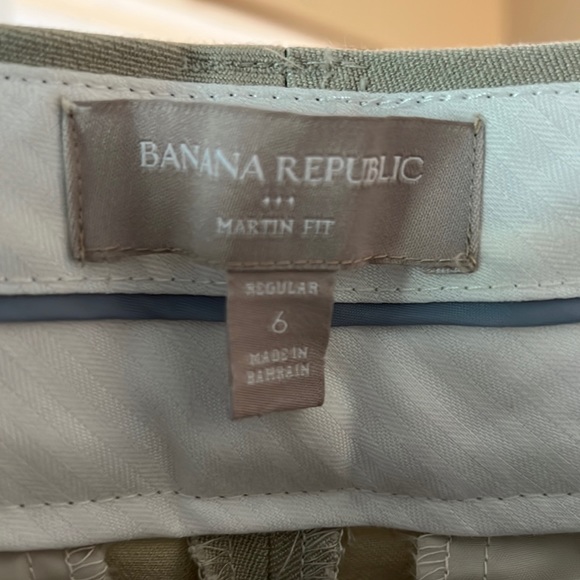 BANANA REPUBLIC
MARTIN FIT
REGULAR
6
MADE IN
BAHRAIN